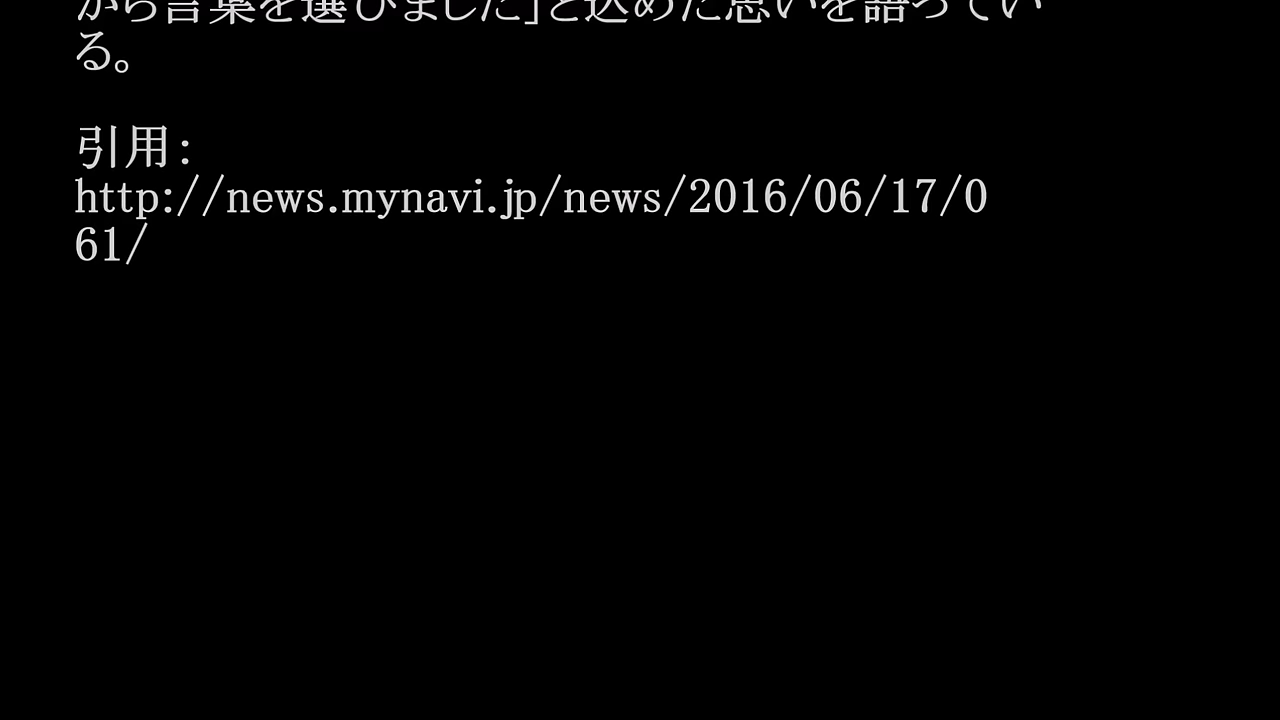 から言葉を選びました」と込めた思いを語ってい
る。
引用：
http://news.mynavi.jp/news/2016/06/17/0
61/